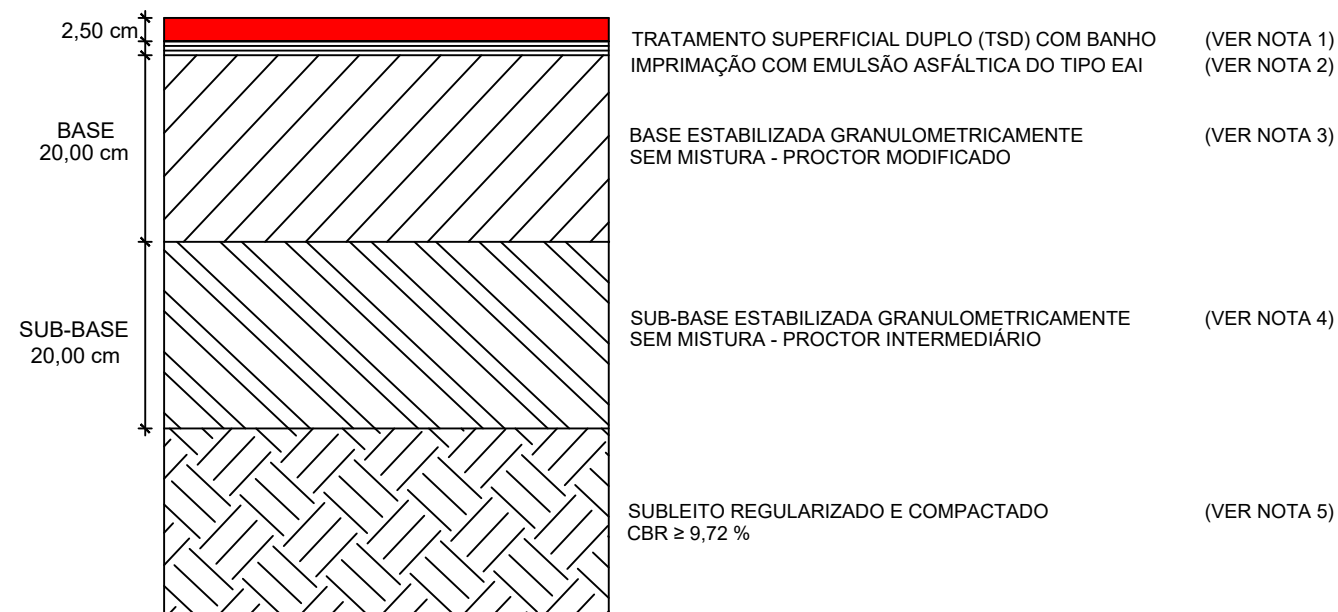 2,50 cm
TRATAMENTO SUPERFICIAL DUPLO (TSD) COM BANHO (VER NOTA 1)
IMPRIMAÇÃO COM EMULSÃO ASFÁLTICA DO TIPO EAI (VER NOTA 2)
BASE
20,00 cm
BASE ESTABILIZADA GRANULOMETRICAMENTE (VER NOTA 3)
SEM MISTURA - PROCTOR MODIFICADO
SUB-BASE
20,00 cm
SUB-BASE ESTABILIZADA GRANULOMETRICAMENTE (VER NOTA 4)
SEM MISTURA - PROCTOR INTERMEDIÁRIO
SUBLEITO REGULARIZADO E COMPACTADO (VER NOTA 5)
CBR ≥ 9,72 %